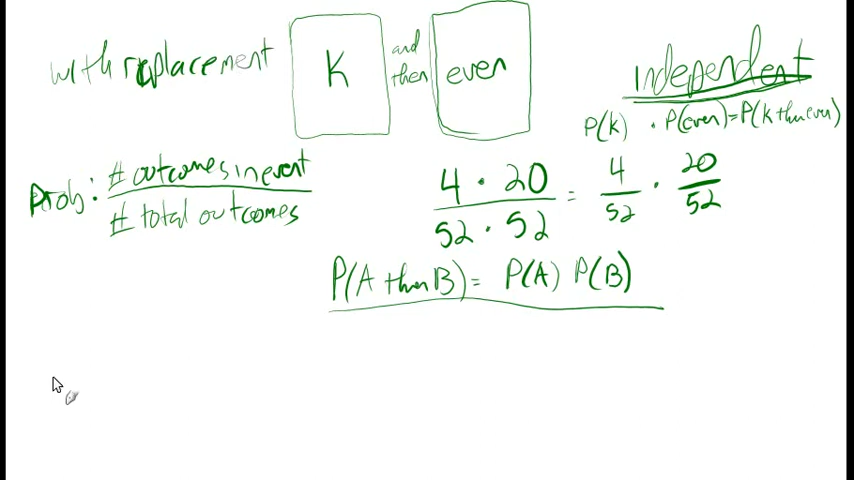 with replacement K and then even
independent
P(K) · P(even) = P(K then even)
Prob: # outcomes in event / # total outcomes
4 · 20 / 52 · 52 = 4/52 · 20/52
P(A then B) = P(A) P(B)